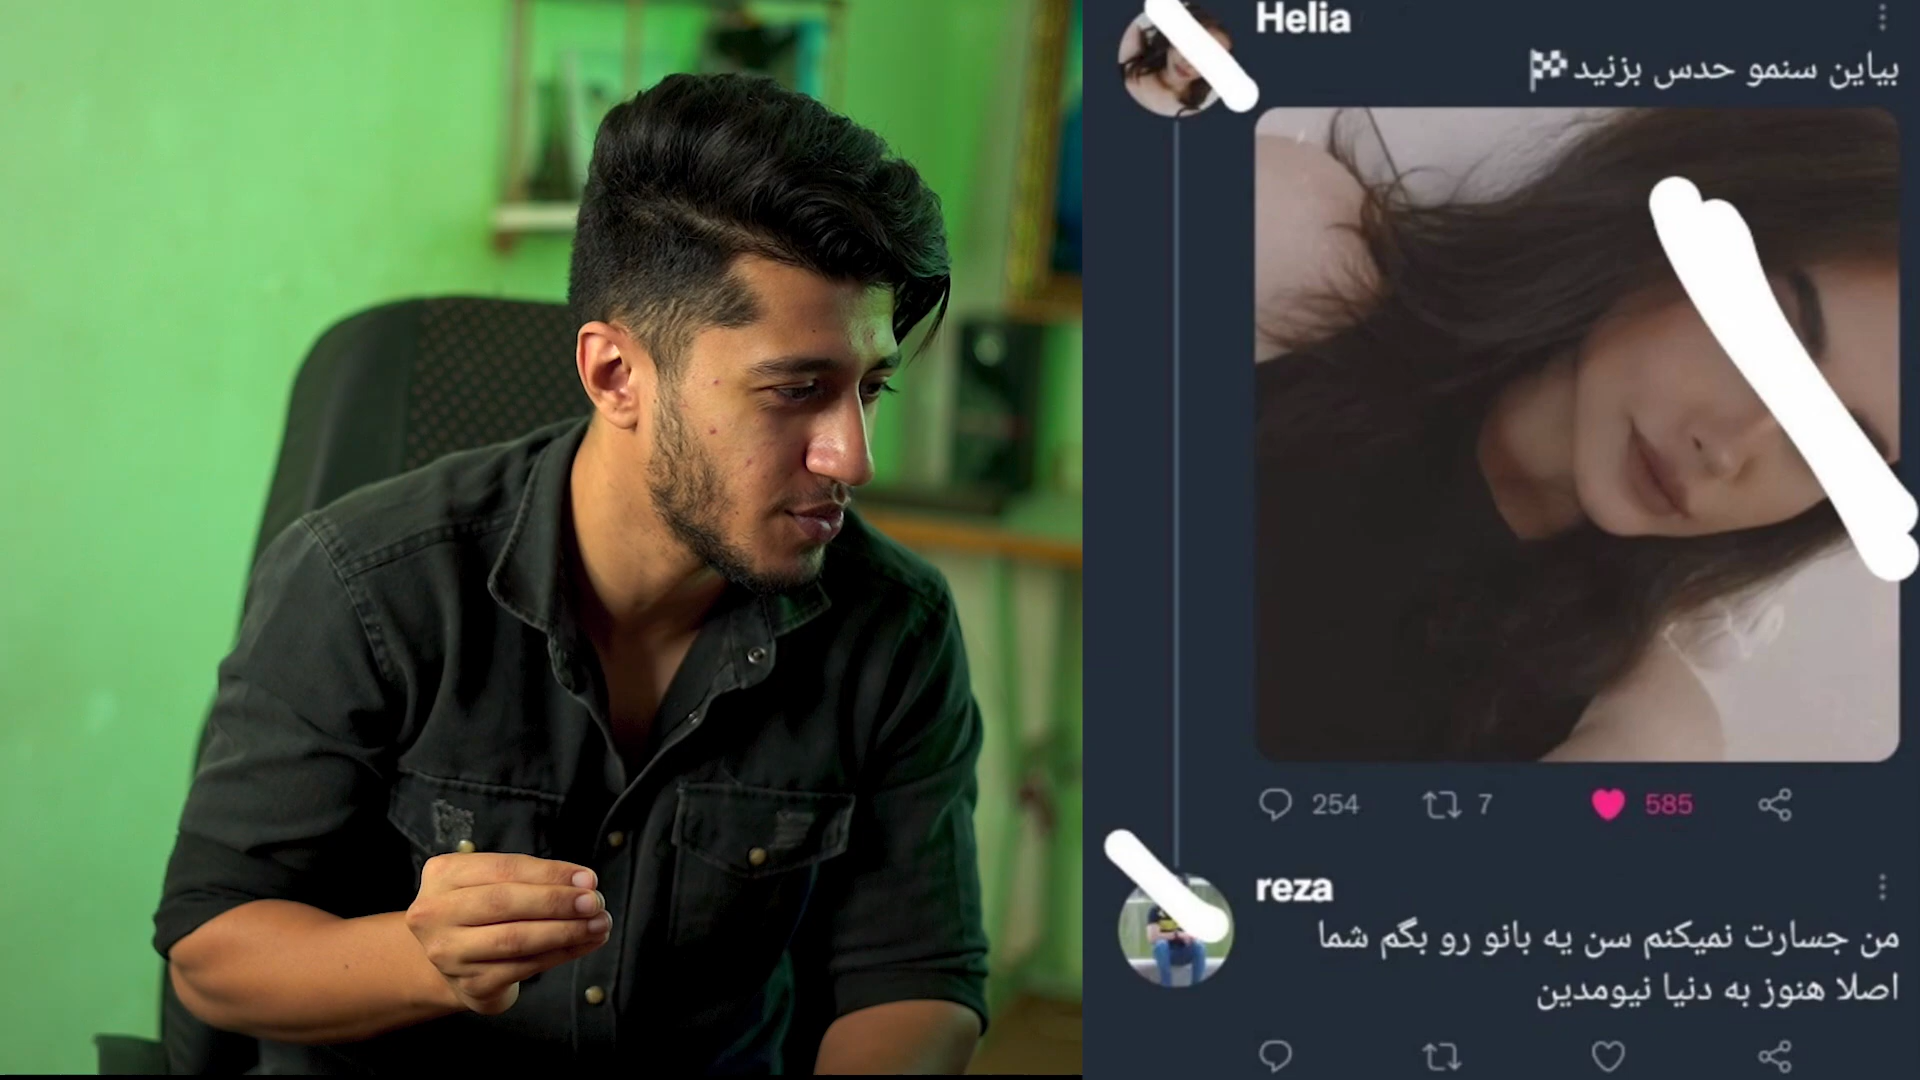 Helia
بیاین سنمو حدس بزنید🏁
254
7
585
reza
من جسارت نمیکنم سن یه بانو رو بگم شما
اصلا هنوز به دنیا نیومدین